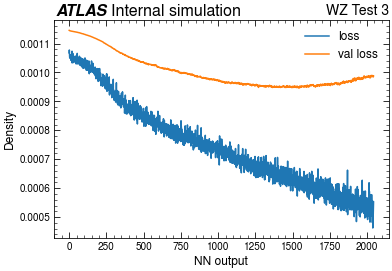 ATLAS Internal simulation WZ Test 3
loss
val loss
0.0011
0.0010
0.0009
0.0008
0.0007
0.0006
0.0005
Density
0 250 500 750 1000 1250 1500 1750 2000
NN output